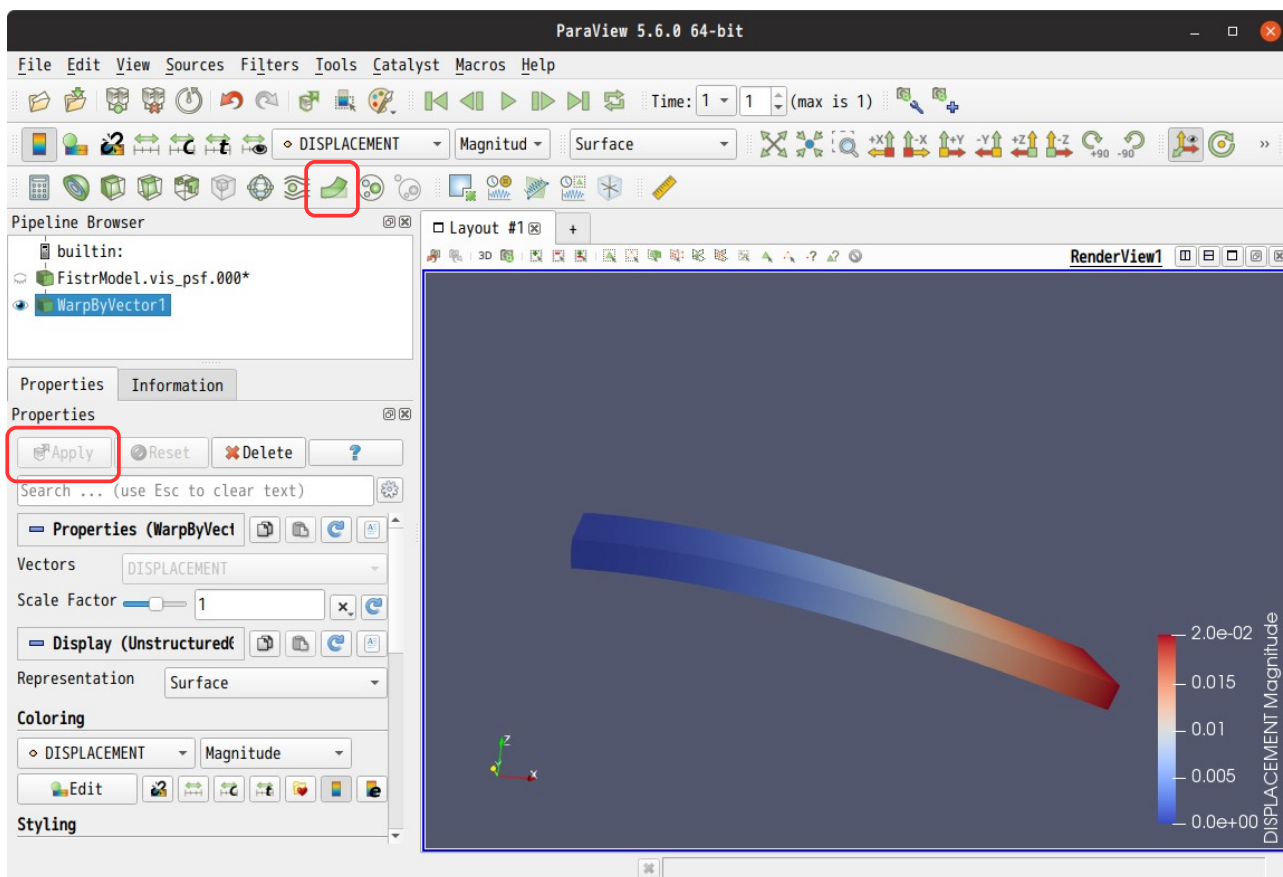 ParaView 5.6.0 64-bit
File Edit View Sources Filters Tools Catalyst Macros Help
Time: 1 1 (max is 1)
DISPLACEMENT Magnitud Surface +X -X +Y -Y +Z -Z +90 -90 »
Pipeline Browser
builtin:
FistrModel.vis_psf.000*
WarpByVector1
Layout #1 +
3D
RenderView1
Properties Information
Properties
Apply Reset Delete ?
Search ... (use Esc to clear text)
Properties (WarpByVect
Vectors DISPLACEMENT
Scale Factor 1
Display (Unstructured
Representation Surface
Coloring
DISPLACEMENT Magnitude
Edit
Styling
Z
X
2.0e-02
0.015
0.01
0.005
0.0e+00
DISPLACEMENT Magnitude